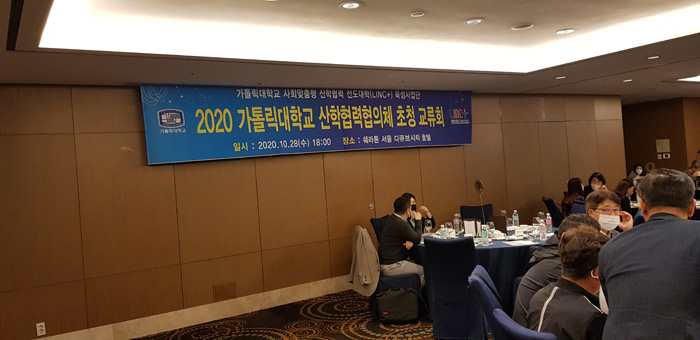 가톨릭대학교 사회맞춤형 산학협력 선도대학(LINC+) 육성사업단
2020 가톨릭대학교 산학협력협의체 초청 교류회
가톨릭대학교
LINC+
일시 : 2020.10.28(수) 18:00 장소 : 쉐라톤 서울 디큐브시티 호텔